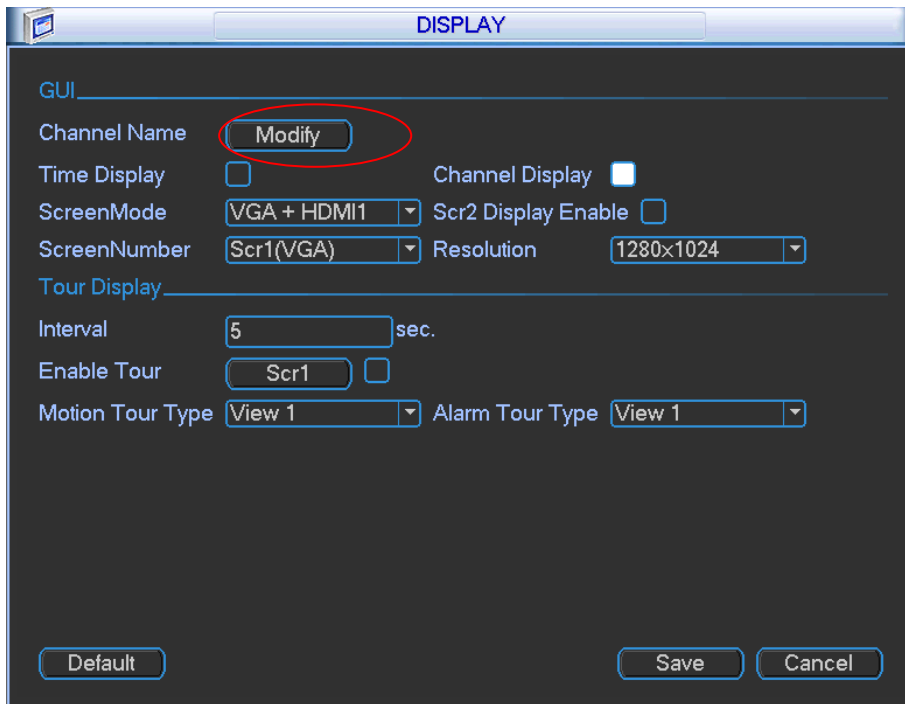 DISPLAY
GUI
Channel Name Modify
Time Display Channel Display
ScreenMode VGA + HDMI1 Scr2 Display Enable
ScreenNumber Scr1(VGA) Resolution 1280x1024
Tour Display
Interval 5 sec.
Enable Tour Scr1
Motion Tour Type View 1 Alarm Tour Type View 1
Default Save Cancel